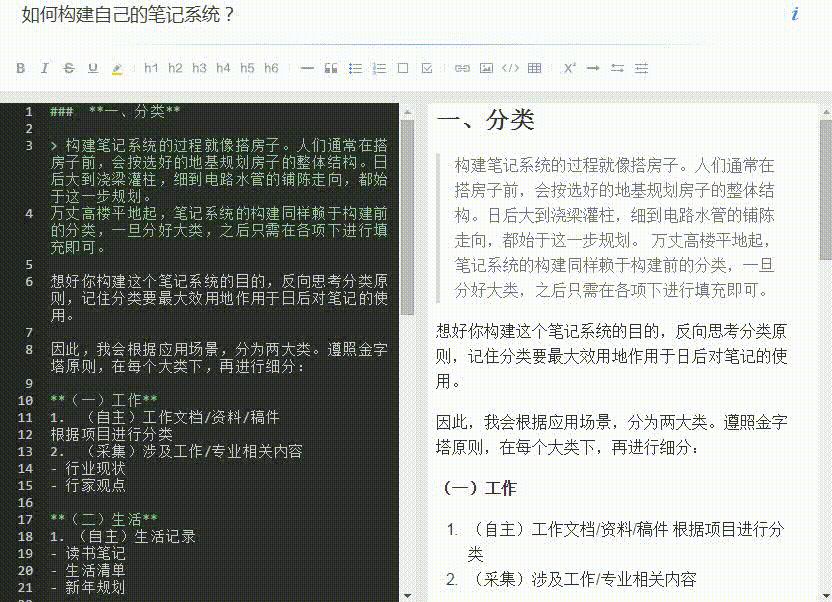 如何构建自己的笔记系统？
i
B I S U h1 h2 h3 h4 h5 h6 </> X²
1 ### **一、分类**
2
3 > 构建笔记系统的过程就像搭房子。人们通常在搭
房子前，会按选好的地基规划房子的整体结构。日
后大到浇梁灌柱，细到电路水管的铺陈走向，都始
于这一步规划。
4 万丈高楼平地起，笔记系统的构建同样赖于构建前
的分类，一旦分好大类，之后只需在各项下进行填
充即可。
5
6 想好你构建这个笔记系统的目的，反向思考分类原
则，记住分类要最大效用地作用于日后对笔记的使
用。
7
8 因此，我会根据应用场景，分为两大类。遵照金字
塔原则，在每个大类下，再进行细分：
9
10 **（一）工作**
11 1. （自主）工作文档/资料/稿件
12 根据项目进行分类
13 2. （采集）涉及工作/专业相关内容
14 - 行业现状
15 - 行家观点
16
17 **（二）生活**
18 1. （自主）生活记录
19 - 读书笔记
20 - 生活清单
21 - 新年规划
一、分类
构建笔记系统的过程就像搭房子。人们通常在
搭房子前，会按选好的地基规划房子的整体结
构。日后大到浇梁灌柱，细到电路水管的铺陈
走向，都始于这一步规划。 万丈高楼平地起，
笔记系统的构建同样赖于构建前的分类，一旦
分好大类，之后只需在各项下进行填充即可。
想好你构建这个笔记系统的目的，反向思考分类原
则，记住分类要最大效用地作用于日后对笔记的使
用。
因此，我会根据应用场景，分为两大类。遵照金字
塔原则，在每个大类下，再进行细分：
（一）工作
1. （自主）工作文档/资料/稿件 根据项目进行分
类
2. （采集）涉及工作/专业相关内容